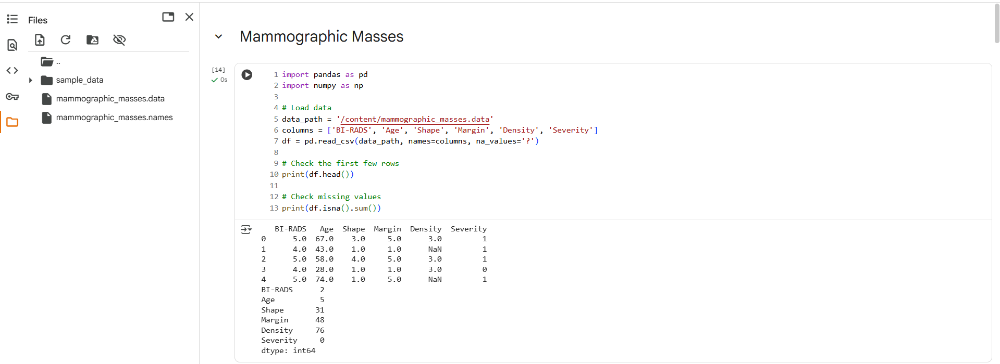 Files
..
sample_data
mammographic_masses.data
mammographic_masses.names
Mammographic Masses
[14]
0s
1 import pandas as pd
2 import numpy as np
3
4 # Load data
5 data_path = '/content/mammographic_masses.data'
6 columns = ['BI-RADS', 'Age', 'Shape', 'Margin', 'Density', 'Severity']
7 df = pd.read_csv(data_path, names=columns, na_values='?')
8
9 # Check the first few rows
10 print(df.head())
11
12 # Check missing values
13 print(df.isna().sum())
   BI-RADS   Age  Shape  Margin  Density  Severity
0      5.0  67.0    3.0     5.0      3.0         1
1      4.0  43.0    1.0     1.0      NaN         1
2      5.0  58.0    4.0     5.0      3.0         1
3      4.0  28.0    1.0     1.0      3.0         0
4      5.0  74.0    1.0     5.0      NaN         1
BI-RADS      2
Age          5
Shape       31
Margin      48
Density     76
Severity     0
dtype: int64